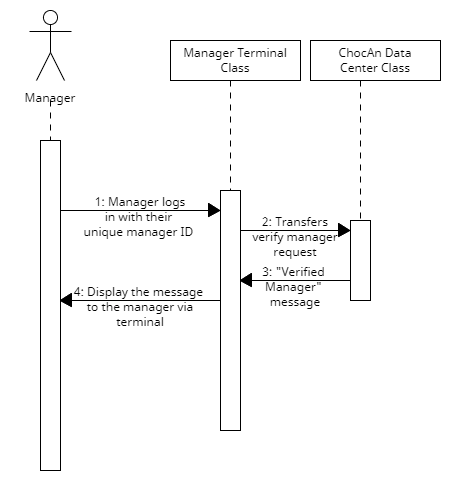 Manager Terminal
Class
ChocAn Data
Center Class
Manager
1: Manager logs
in with their
unique manager ID
2: Transfers
verify manager
request
3: "Verified
Manager"
message
4: Display the message
to the manager via
terminal